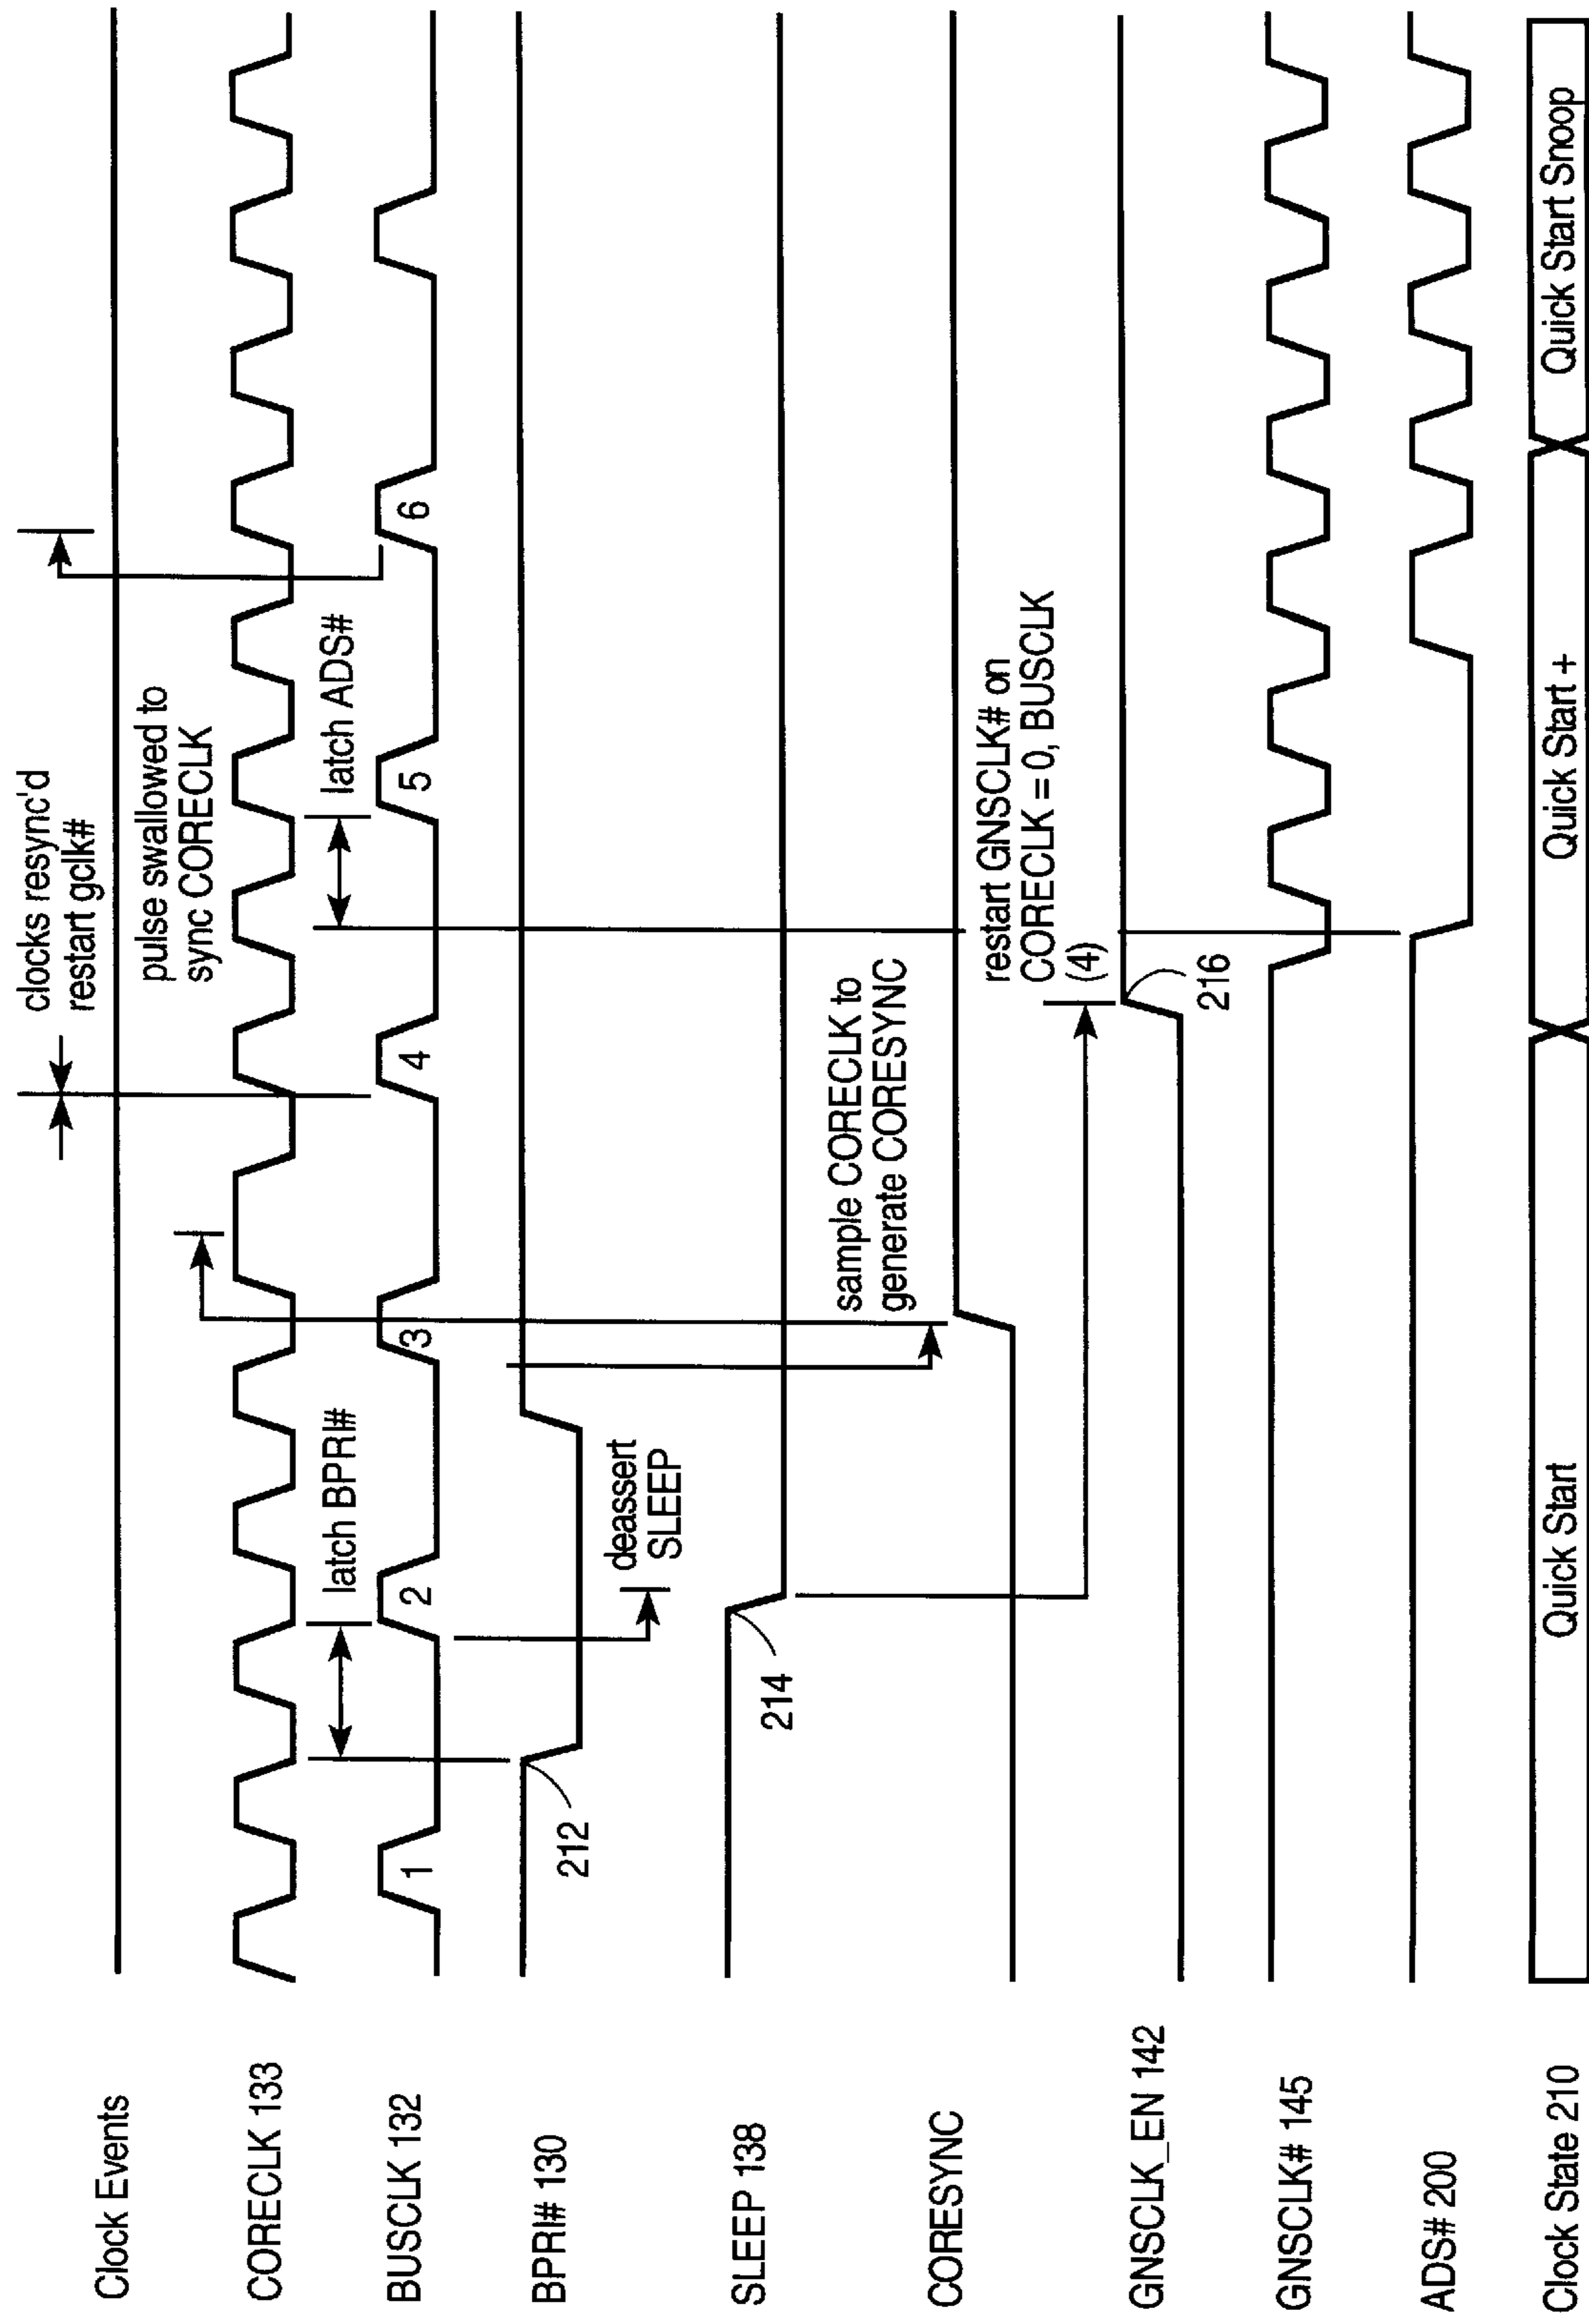 clocks resync'd
restart gclk#
Clock Events
pulse swallowed to
sync CORECLK
CORECLK 133
latch BPRI#
latch ADS#
BUSCLK 132
1
2
3
4
5
6
BPRI# 130
212
deassert
SLEEP
SLEEP 138
214
sample CORECLK to
generate CORESYNC
CORESYNC
restart GNSCLK# on
CORECLK = 0, BUSCLK
(4)
GNSCLK_EN 142
216
GNSCLK# 145
ADS# 200
Clock State 210
Quick Start
Quick Start +
Quick Start Snoop